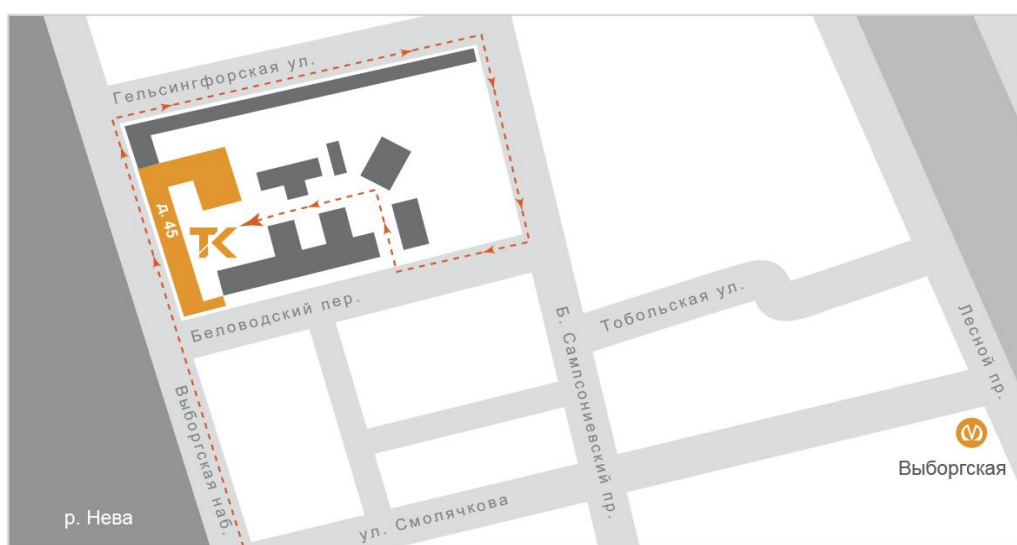 Гельсингфорская ул.
д. 45
ТК
Беловодский пер.
Тобольская ул.
Б. Сампсониевский пр.
Лесной пр.
Выборгская наб.
Выборгская
ул. Смолячкова
р. Нева